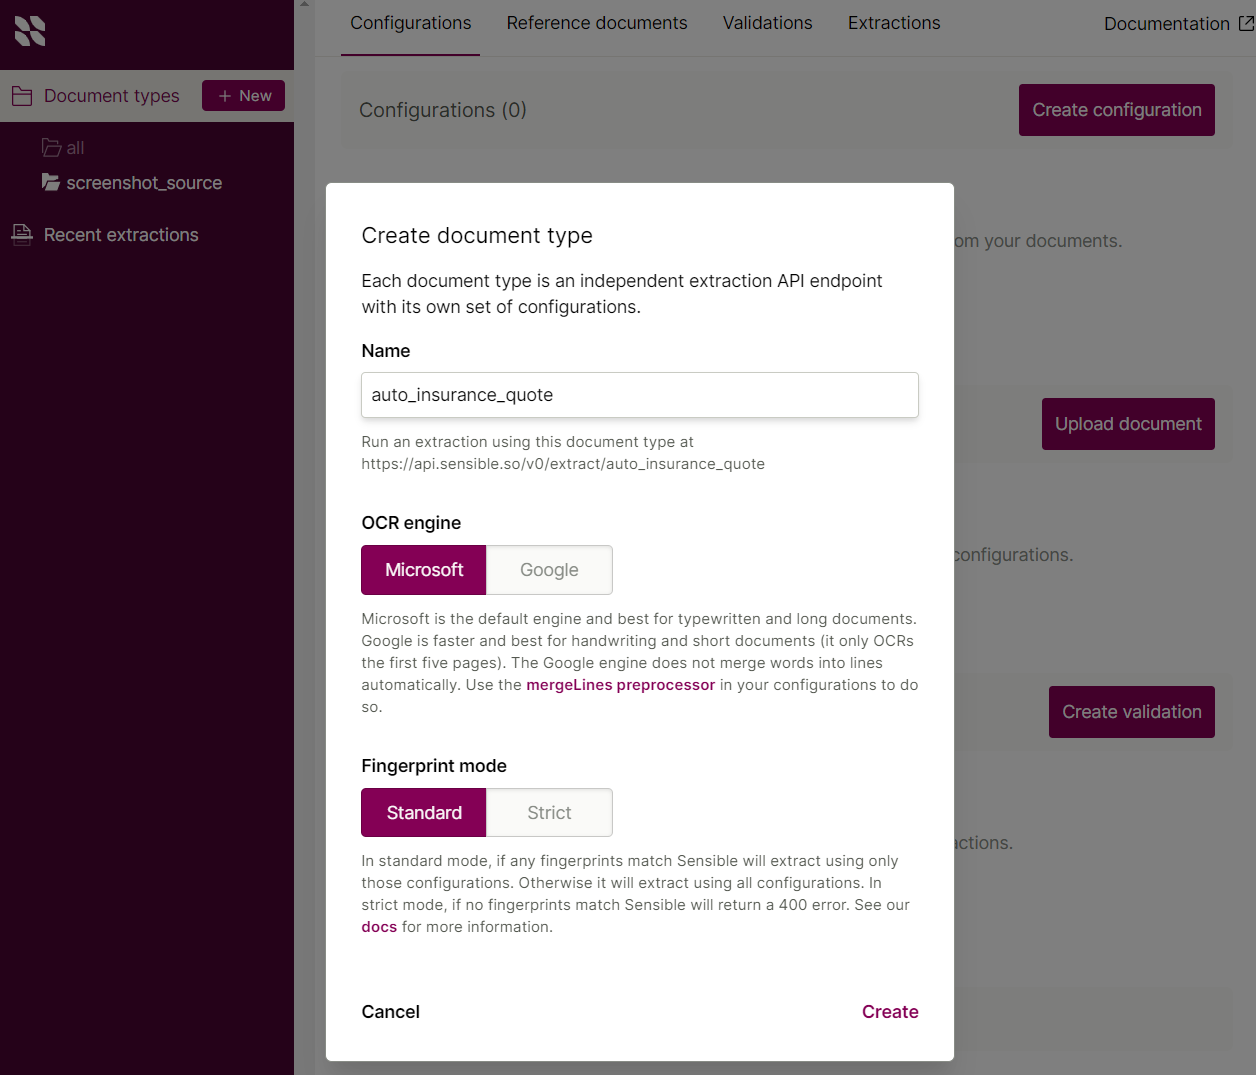 Configurations
Reference documents
Validations
Extractions
Documentation
Document types
+ New
all
screenshot_source
Recent extractions
Configurations (0)
Create configuration
om your documents.
Upload document
configurations.
Create validation
actions.
Create document type
Each document type is an independent extraction API endpoint
with its own set of configurations.
Name
auto_insurance_quote
Run an extraction using this document type at
https://api.sensible.so/v0/extract/auto_insurance_quote
OCR engine
Microsoft
Google
Microsoft is the default engine and best for typewritten and long documents.
Google is faster and best for handwriting and short documents (it only OCRs
the first five pages). The Google engine does not merge words into lines
automatically. Use the mergeLines preprocessor in your configurations to do
so.
Fingerprint mode
Standard
Strict
In standard mode, if any fingerprints match Sensible will extract using only
those configurations. Otherwise it will extract using all configurations. In
strict mode, if no fingerprints match Sensible will return a 400 error. See our
docs for more information.
Cancel
Create